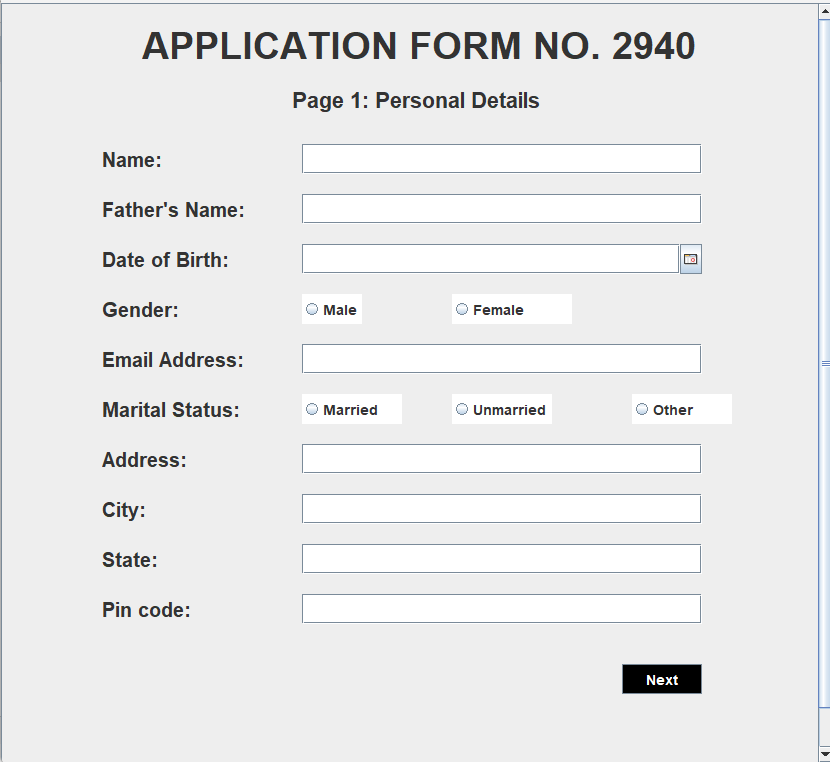 APPLICATION FORM NO. 2940
Page 1: Personal Details
Name:
Father's Name:
Date of Birth:
Gender: Male Female
Email Address:
Marital Status: Married Unmarried Other
Address:
City:
State:
Pin code:
Next